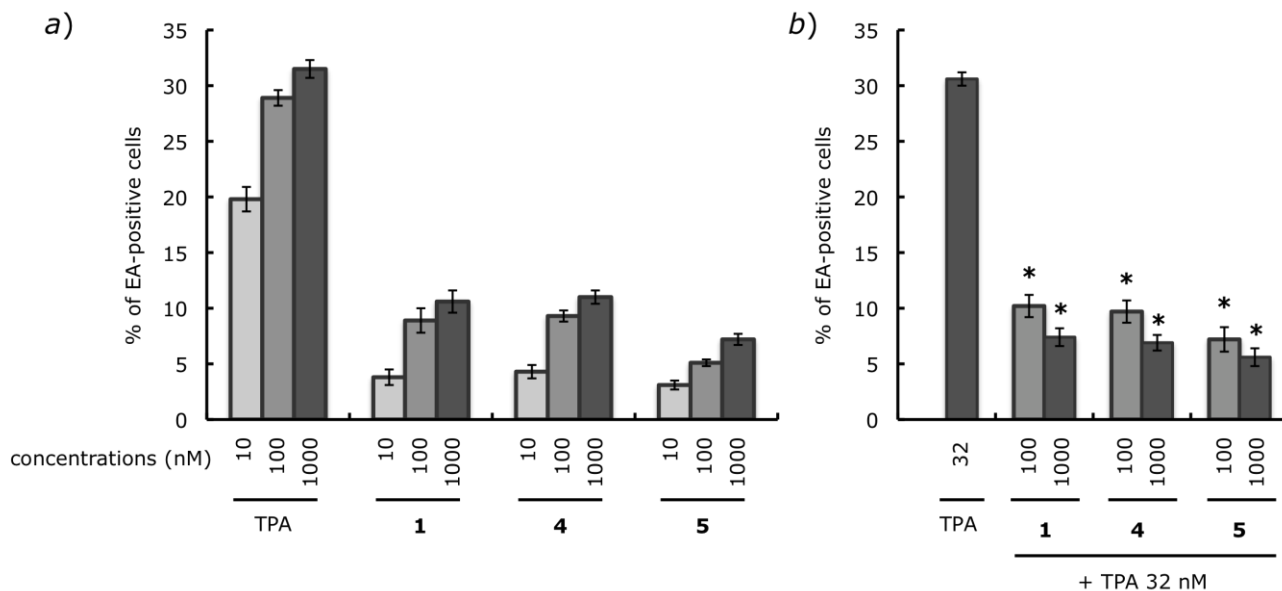 a)
% of EA-positive cells
35
30
25
20
15
10
5
0
concentrations (nM)
10 100 1000 10 100 1000 10 100 1000 10 100 1000
TPA 1 4 5
b)
% of EA-positive cells
35
30
25
20
15
10
5
0
* * * * * *
32 100 1000 100 1000 100 1000
TPA 1 4 5
+ TPA 32 nM